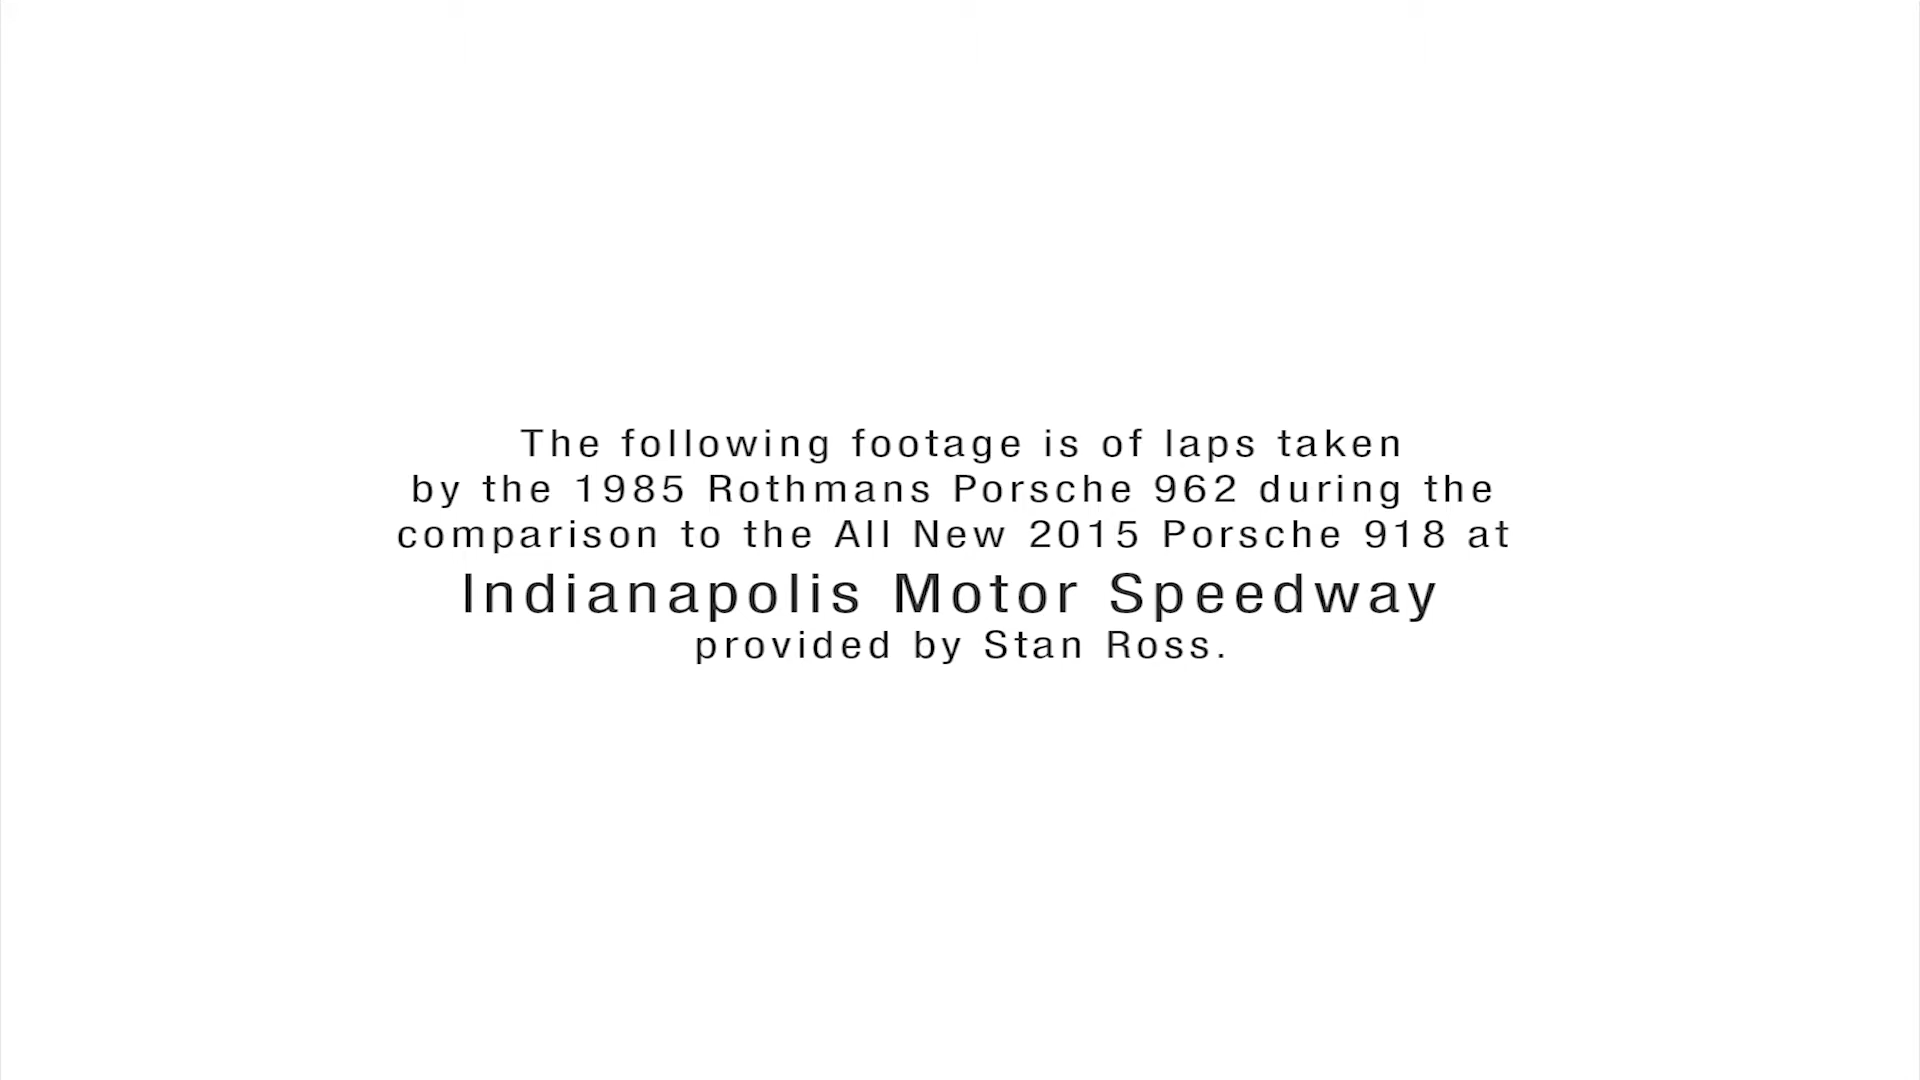 The following footage is of laps taken
by the 1985 Rothmans Porsche 962 during the
comparison to the All New 2015 Porsche 918 at
Indianapolis Motor Speedway
provided by Stan Ross.